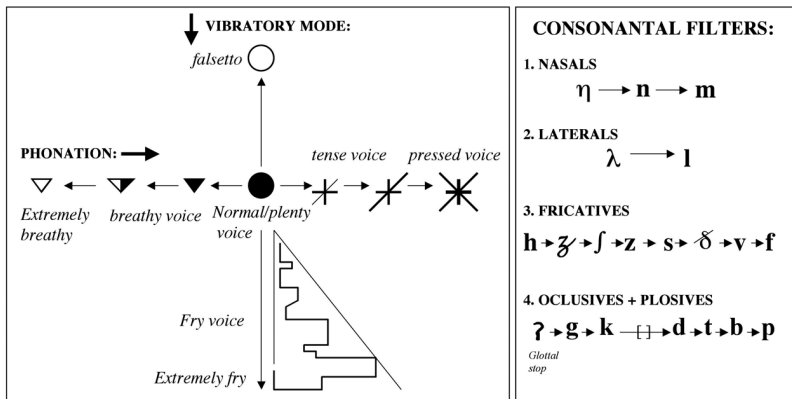 VIBRATORY MODE:
falsetto
PHONATION:
tense voice
pressed voice
Extremely
breathy
breathy voice
Normal/plenty
voice
Fry voice
Extremely fry
CONSONANTAL FILTERS:
1. NASALS
η → n → m
2. LATERALS
λ → l
3. FRICATIVES
h → ʒ → ∫ → z → s → δ → v → f
4. OCLUSIVES + PLOSIVES
ʔ → g → k → [ ] → d → t → b → p
Glottal
stop